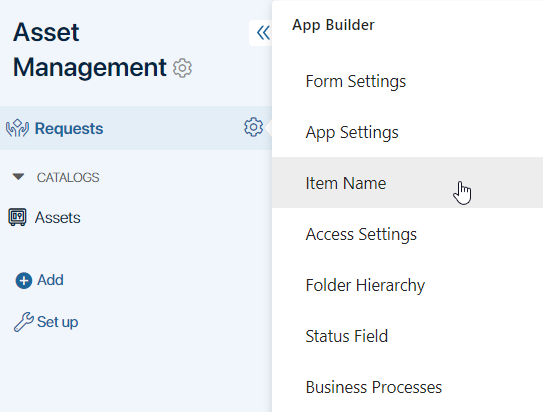 Asset
Management
Requests
CATALOGS
Assets
Add
Set up
App Builder
Form Settings
App Settings
Item Name
Access Settings
Folder Hierarchy
Status Field
Business Processes